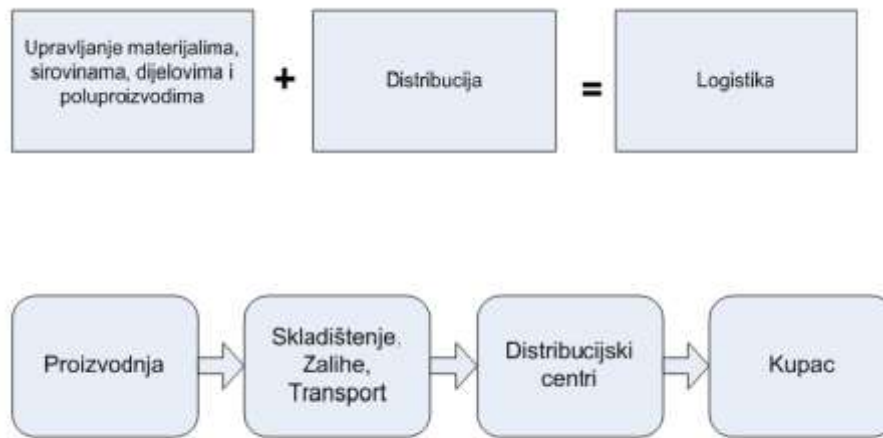 Upravljanje materijalima,
sirovinama, dijelovima i
poluproizvodima
+
Distribucija
=
Logistika
Proizvodnja
Skladištenje,
Zalihe,
Transport
Distribucijski
centri
Kupac